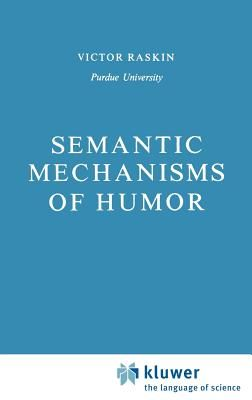 VICTOR RASKIN
Purdue University
SEMANTIC
MECHANISMS
OF HUMOR
kluwer
the language of science